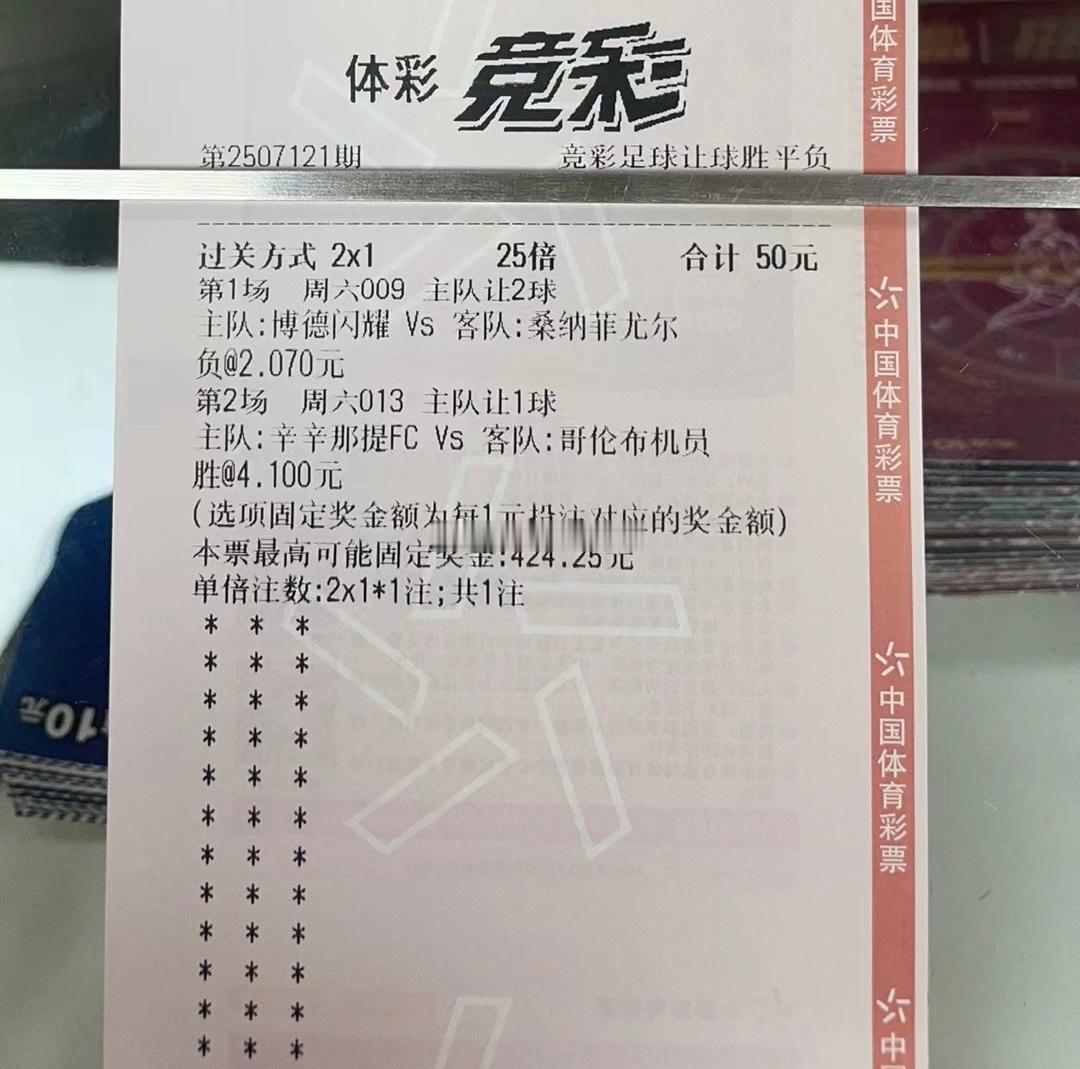 体彩 竞彩
第2507121期 竞彩足球让球胜平负
过关方式 2x1 25倍 合计 50元
第1场 周六009 主队让2球
主队:博德闪耀 Vs 客队:桑纳菲尤尔
负@2.070元
第2场 周六013 主队让1球
主队:辛辛那提FC Vs 客队:哥伦布机员
胜@4.100元
(选项固定奖金额为每1元投注对应的奖金额)
本票最高可能固定奖金:424.25元
单倍注数:2x1*1注;共1注
* * *
* * *
* * *
* * *
* * *
* * *
* * *
* * *
* * *
* * *
* * *
* * *
国体育彩票
中国体育彩票
中国体育彩票
中
10元